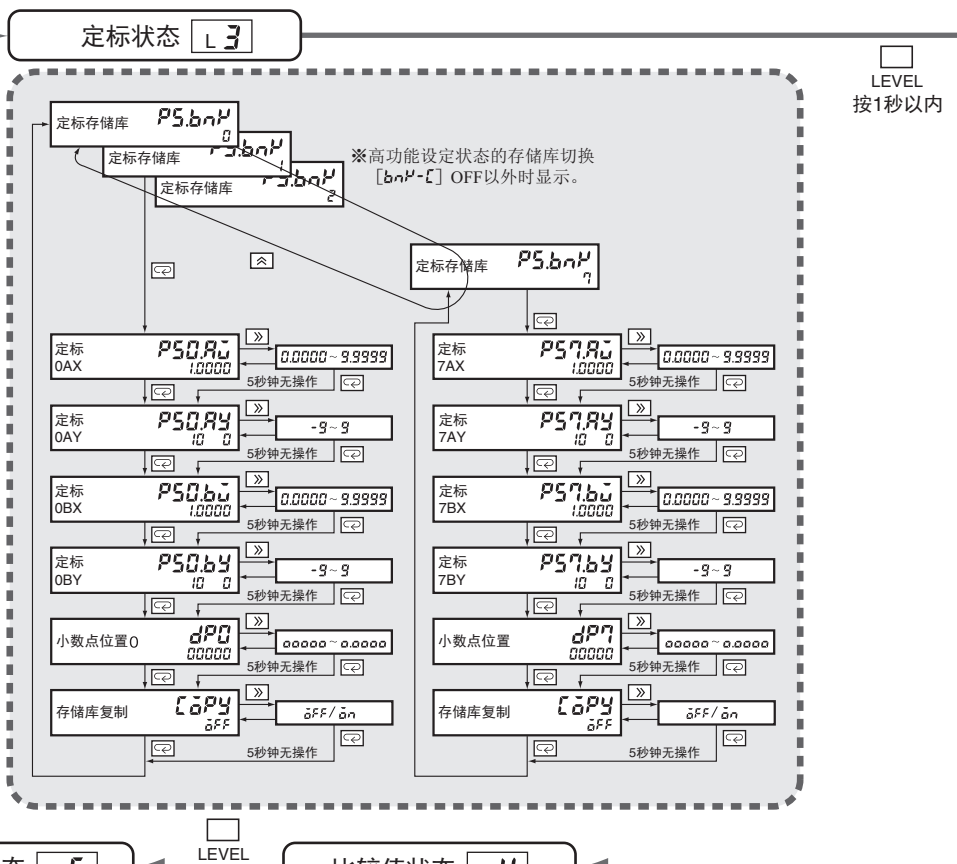 定标状态 L 3
LEVEL
按1秒以内
定标存储库 PS.bnK
0
定标存储库
1
定标存储库 PS.bnK
2
※高功能设定状态的存储库切换
[bnK-C] OFF以外时显示。
定标存储库 PS.bnK
7
定标 PS0.AX
0AX 1.0000
0.0000~9.9999
5秒钟无操作
定标 PS0.AY
0AY 10 0
-9~9
5秒钟无操作
定标 PS0.bX
0BX 1.0000
0.0000~9.9999
5秒钟无操作
定标 PS0.bY
0BY 10 0
-9~9
5秒钟无操作
小数点位置0 dP0
00000
00000~0.0000
5秒钟无操作
存储库复制 COPY
OFF
OFF/ON
5秒钟无操作
定标 PS7.AX
7AX 1.0000
0.0000~9.9999
5秒钟无操作
定标 PS7.AY
7AY 10 0
-9~9
5秒钟无操作
定标 PS7.bX
7BX 1.0000
0.0000~9.9999
5秒钟无操作
定标 PS7.bY
7BY 10 0
-9~9
5秒钟无操作
小数点位置 dP7
00000
00000~0.0000
5秒钟无操作
存储库复制 COPY
OFF
OFF/ON
5秒钟无操作
LEVEL